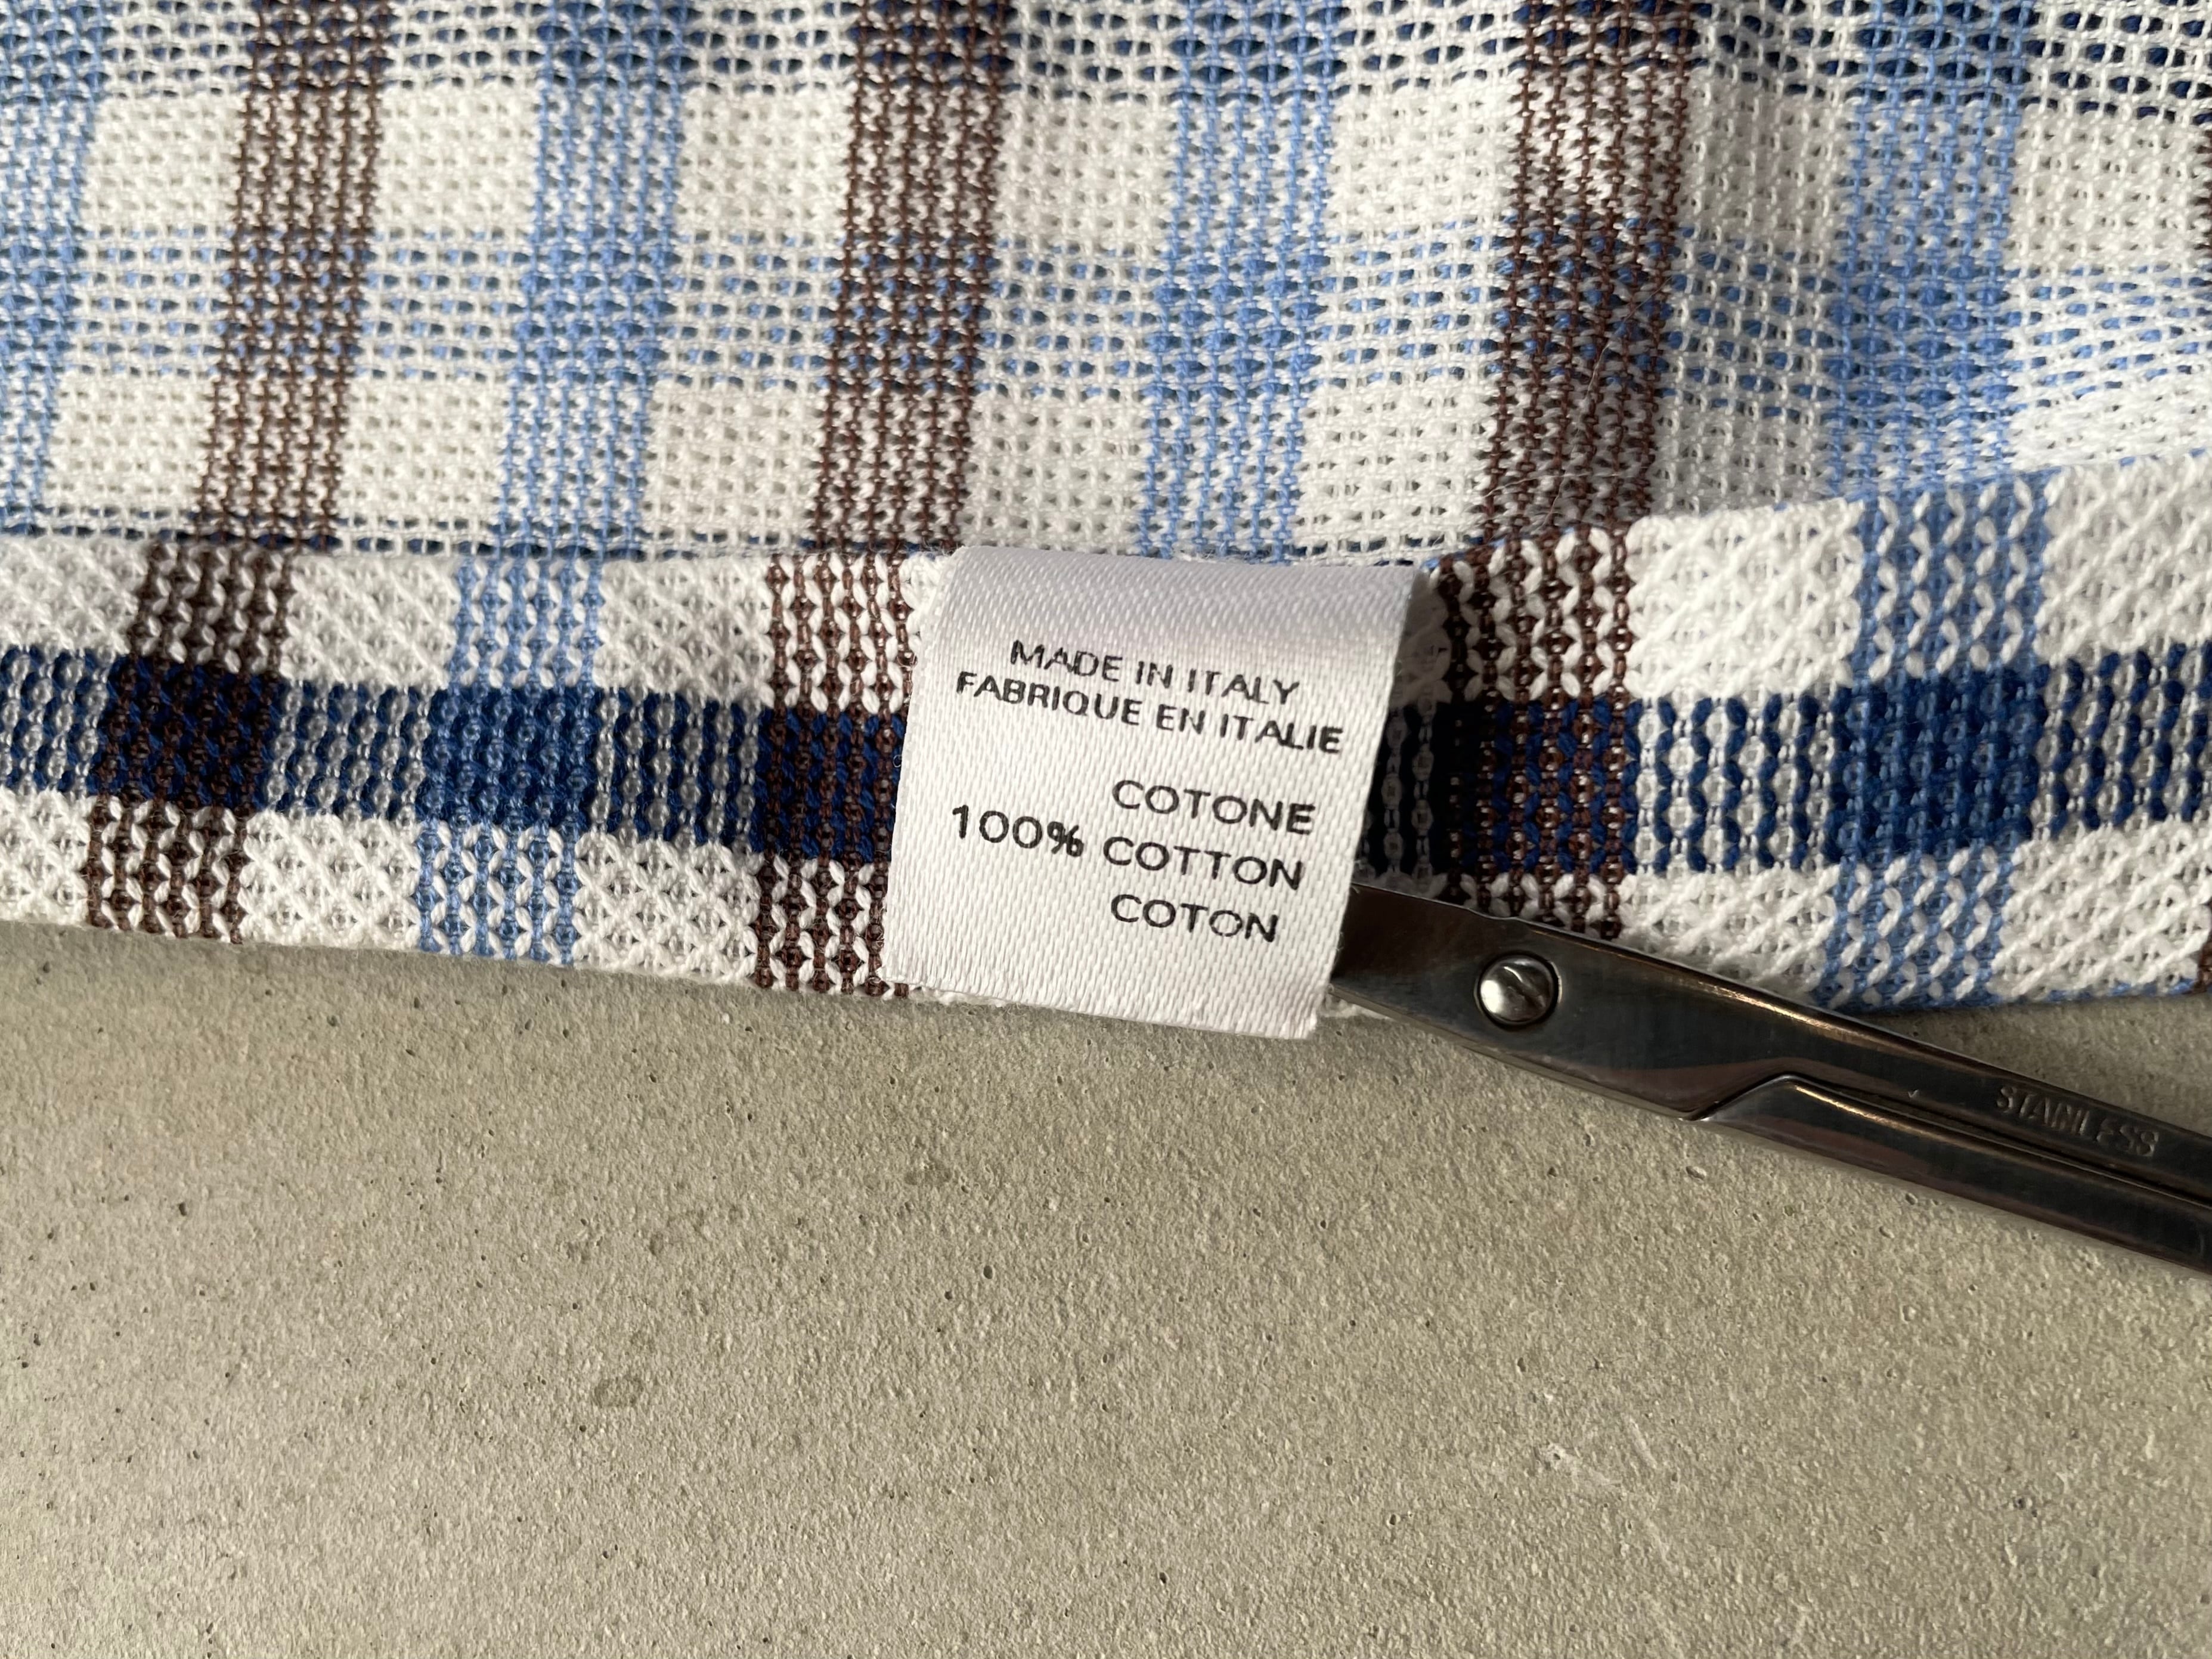 MADE IN ITALY
FABRIQUE EN ITALIE
COTONE
100% COTTON
COTON
STAINLESS